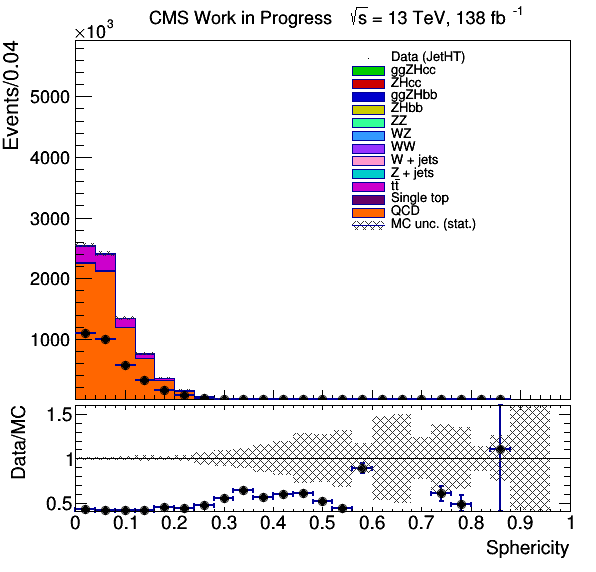 CMS Work in Progress √s = 13 TeV, 138 fb⁻¹
×10³
Events/0.04
5000
4000
3000
2000
1000
Data (JetHT)
ggZHcc
ZHcc
ggZHbb
ZHbb
ZZ
WZ
WW
W + jets
Z + jets
tt̄
Single top
QCD
MC unc. (stat.)
Data/MC
1.5
1
0.5
0 0.1 0.2 0.3 0.4 0.5 0.6 0.7 0.8 0.9 1
Sphericity